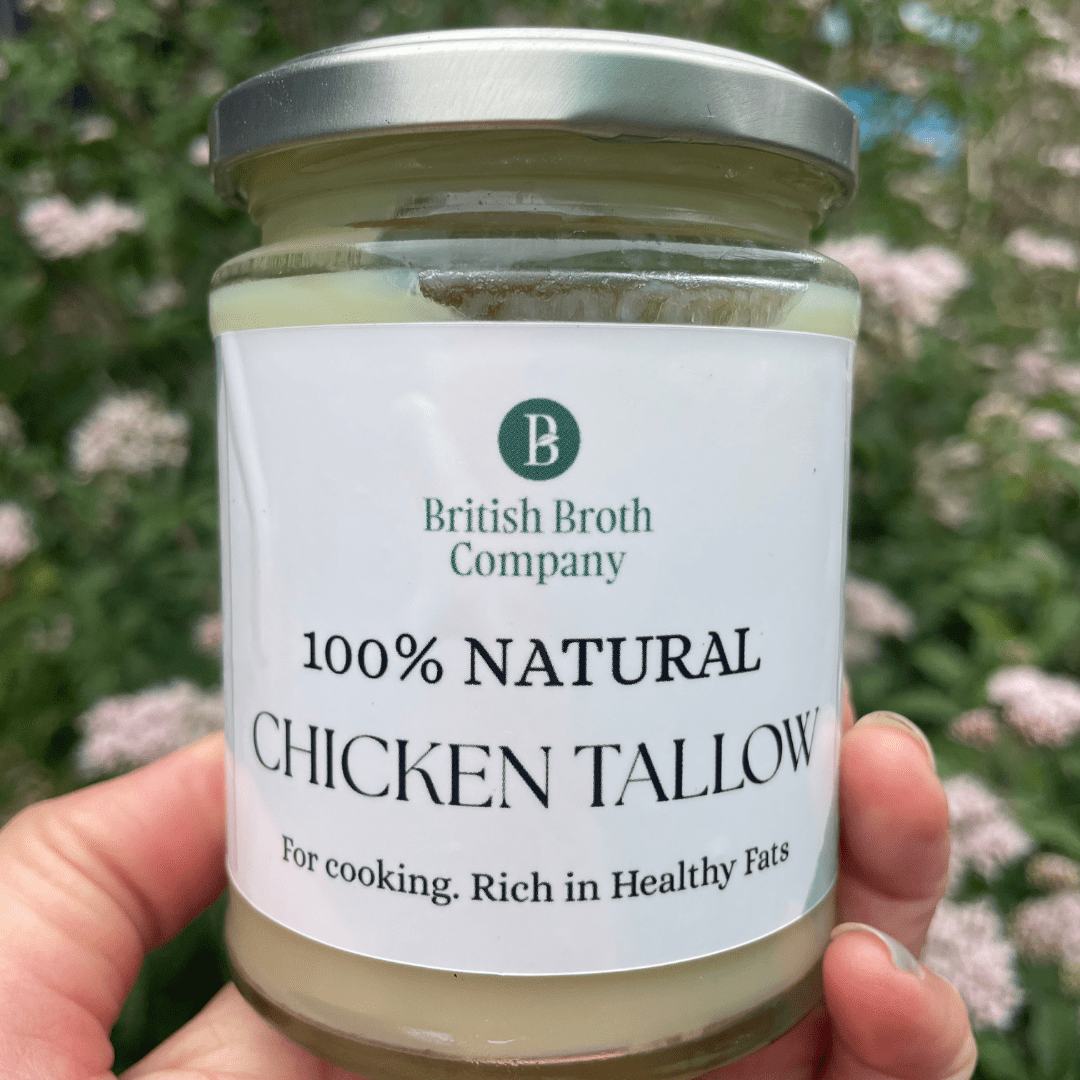 B
British Broth
Company
100% NATURAL
CHICKEN TALLOW
For cooking. Rich in Healthy Fats